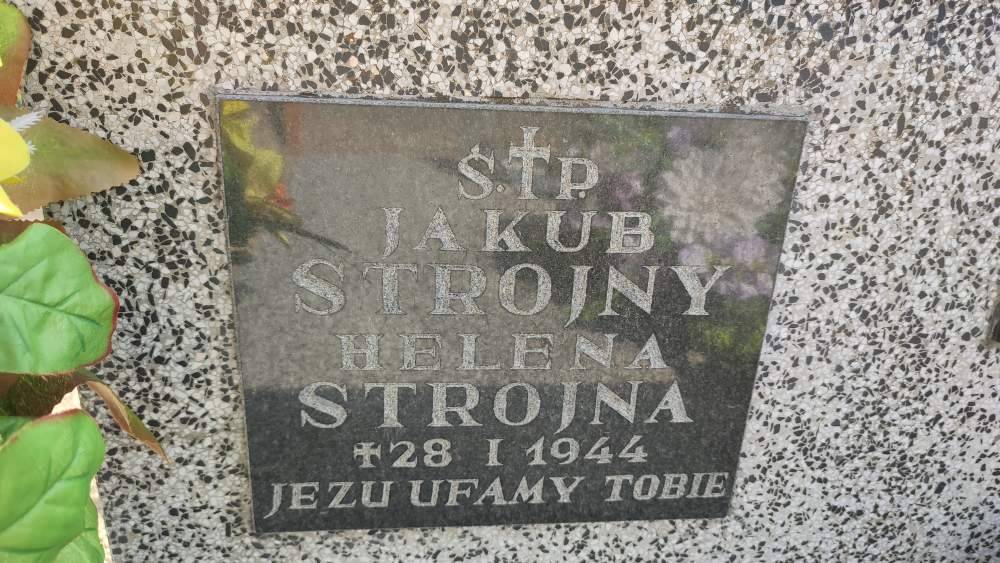 Ś.✝P.
JAKUB
STROJNY
HELENA
STROJNA
✝28 I 1944
JEZU UFAMY TOBIE